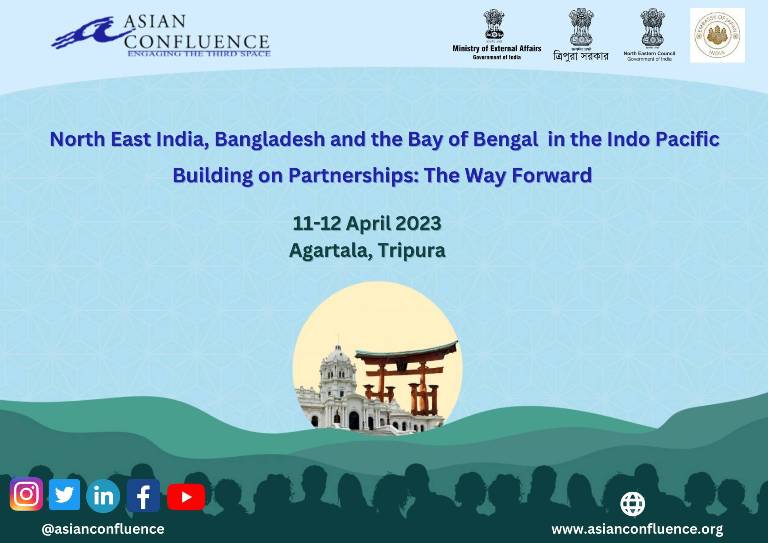 ASIAN
CONFLUENCE
ENGAGING THE THIRD SPACE
Ministry of External Affairs
Government of India
ত্রিপুরা সরকার
North Eastern Council
Government of India
EMBASSY OF JAPAN
INDIA
North East India, Bangladesh and the Bay of Bengal in the Indo Pacific
Building on Partnerships: The Way Forward
11-12 April 2023
Agartala, Tripura
@asianconfluence
www.asianconfluence.org